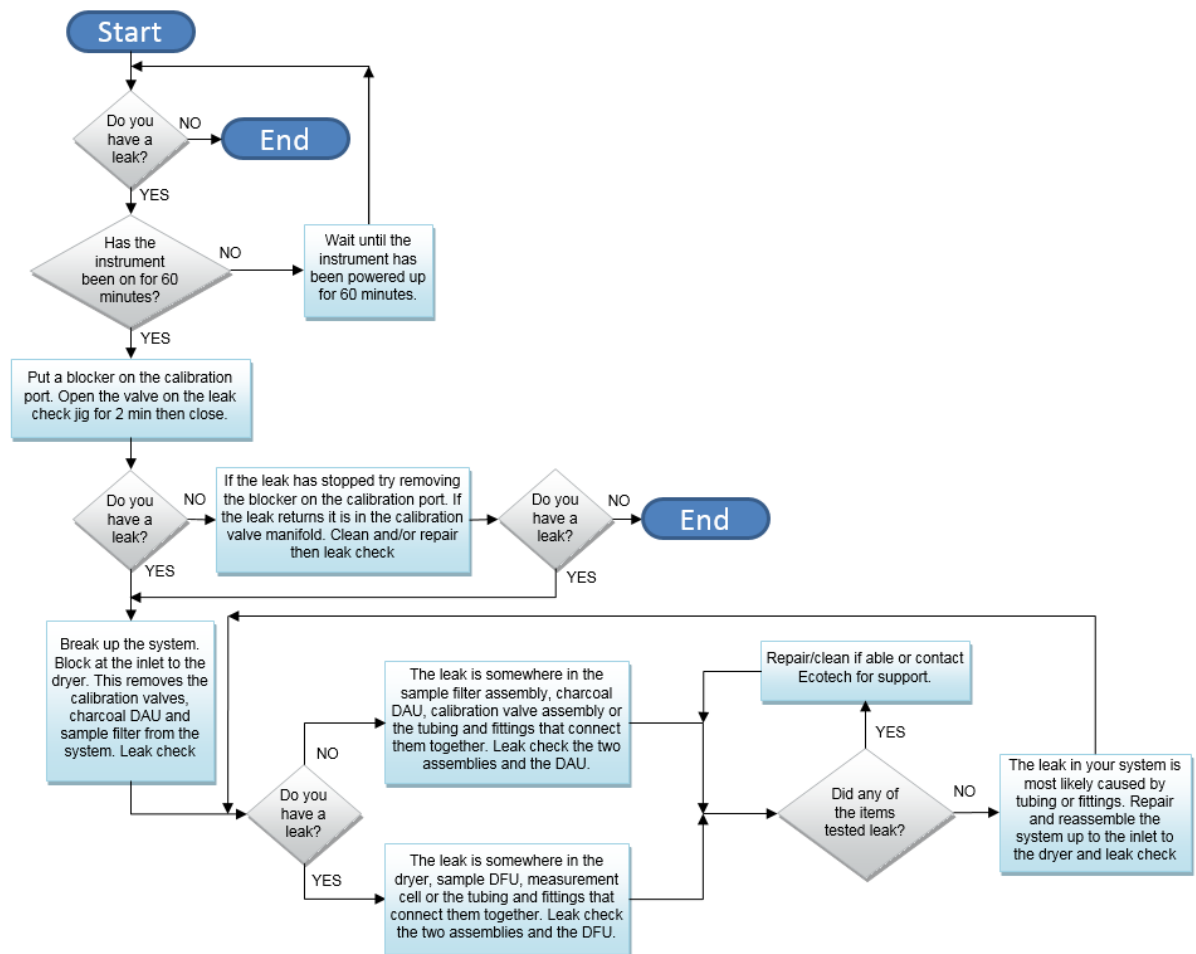 Start
Do you
have a
leak?
NO
End
YES
Has the
instrument
been on for 60
minutes?
NO
Wait until the
instrument has
been powered up
for 60 minutes.
YES
Put a blocker on the calibration
port. Open the valve on the leak
check jig for 2 min then close.
Do you
have a
leak?
NO
If the leak has stopped try removing
the blocker on the calibration port. If
the leak returns it is in the calibration
valve manifold. Clean and/or repair
then leak check
Do you
have a
leak?
NO
End
YES
YES
Break up the system.
Block at the inlet to the
dryer. This removes the
calibration valves,
charcoal DAU and
sample filter from the
system. Leak check
Do you
have a
leak?
NO
The leak is somewhere in the
sample filter assembly, charcoal
DAU, calibration valve assembly or
the tubing and fittings that connect
them together. Leak check the two
assemblies and the DAU.
YES
The leak is somewhere in the
dryer, sample DFU, measurement
cell or the tubing and fittings that
connect them together. Leak check
the two assemblies and the DFU.
Repair/clean if able or contact
Ecotech for support.
YES
Did any of
the items
tested leak?
NO
The leak in your system is
most likely caused by
tubing or fittings. Repair
and reassemble the
system up to the inlet to
the dryer and leak check